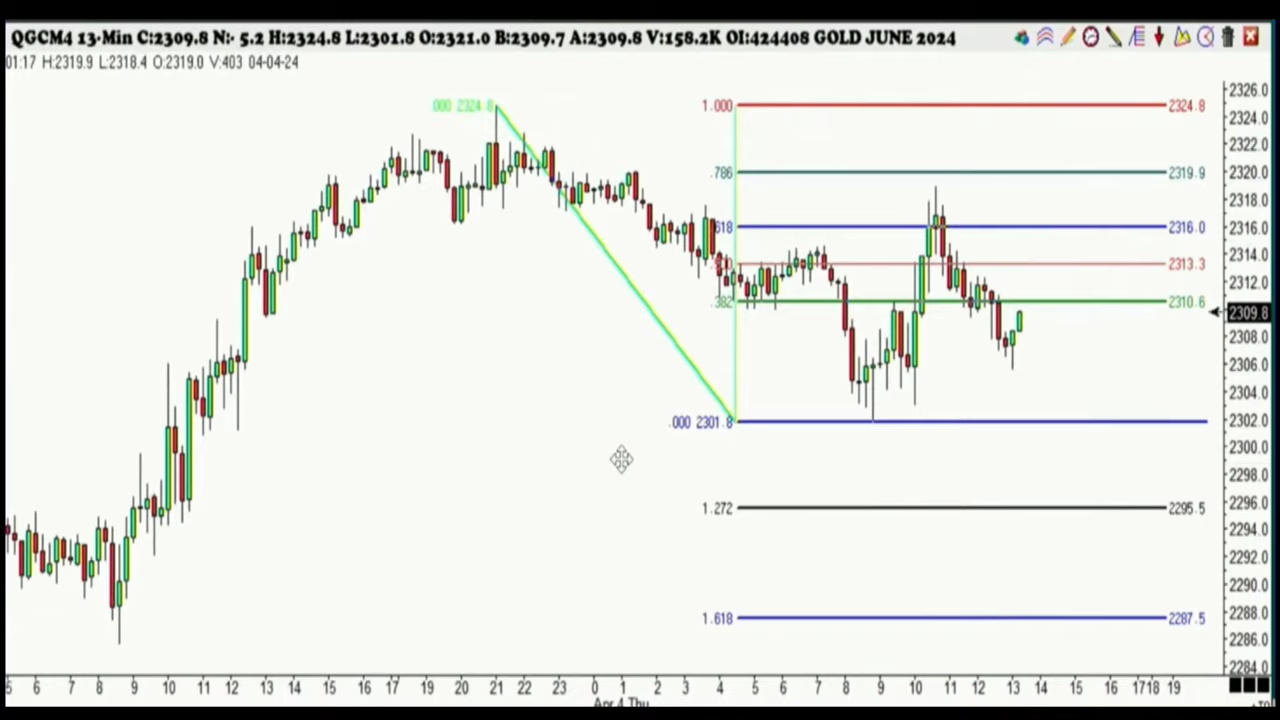 QGCM4 13-Min C:2309.8 N:- 5.2 H:2324.8 L:2301.8 O:2321.0 B:2309.7 A:2309.8 V:158.2K OI:424408 GOLD JUNE 2024
01:17 H:2319.9 L:2318.4 O:2319.0 V:403 04-04-24
2326.0
.000 2324.8 1.000 2324.8
2324.0
2322.0
.786 2319.9 2320.0
2318.0
.618 2316.0 2316.0
2314.0
2313.3
2312.0
.382 2310.6
2309.8
2308.0
2306.0
2304.0
.000 2301.8 2302.0
2300.0
2298.0
2296.0
1.272 2295.5
2294.0
2292.0
2290.0
2288.0
1.618 2287.5
2286.0
2284.0
5 6 7 8 9 10 11 12 13 14 15 16 17 19 20 21 22 23 0 1 2 3 5 6 7 8 9 10 11 12 13 14 15 16 17 18 19
Apr 4 Thu